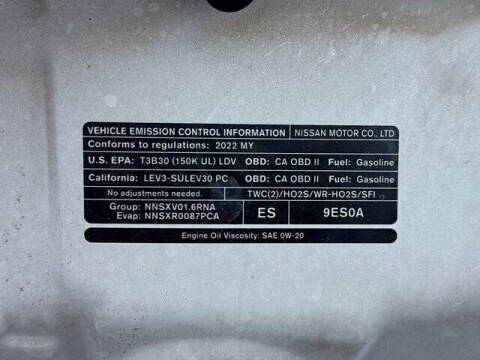 VEHICLE EMISSION CONTROL INFORMATION NISSAN MOTOR CO., LTD
Conforms to regulations: 2022 MY
U.S. EPA: T3B30 (150K UL) LDV OBD: CA OBD II Fuel: Gasoline
California: LEV3-SULEV30 PC OBD: CA OBD II Fuel: Gasoline
No adjustments needed. TWC(2)/HO2S/WR-HO2S/SFI
Group: NNSXV01.6RNA
Evap: NNSXR0087PCA
ES 9ES0A
Engine Oil Viscosity: SAE 0W-20